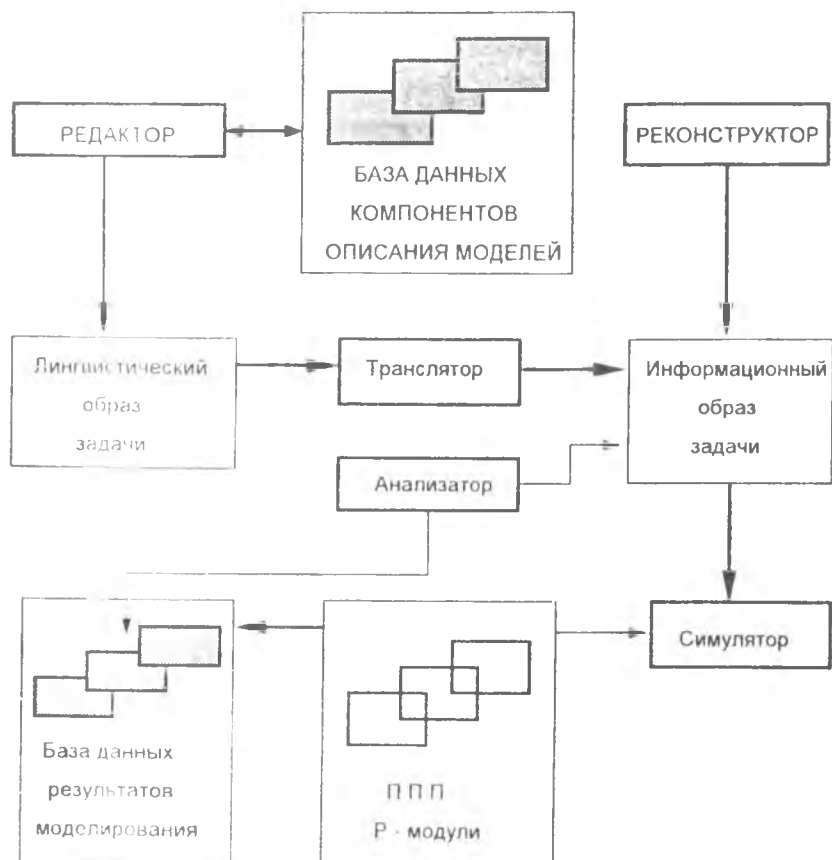 РЕДАКТОР
БАЗА ДАННЫХ
КОМПОНЕНТОВ
ОПИСАНИЯ МОДЕЛЕЙ
РЕКОНСТРУКТОР
Лингвистический
образ
задачи
Транслятор
Информационный
образ
задачи
Анализатор
База данных
результатов
моделирования
П П П
Р - модули
Симулятор